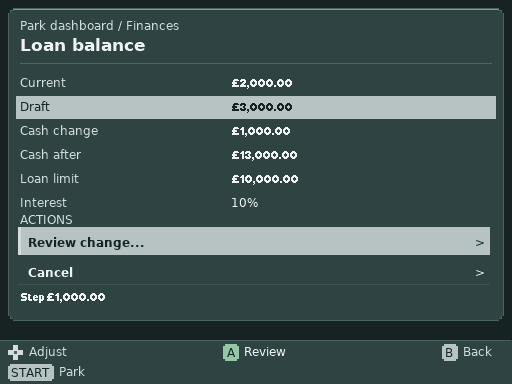 Park dashboard / Finances
Loan balance
Current £2,000.00
Draft £3,000.00
Cash change £1,000.00
Cash after £13,000.00
Loan limit £10,000.00
Interest 10%
ACTIONS
Review change... >
Cancel >
Step £1,000.00
Adjust A Review B Back
START Park